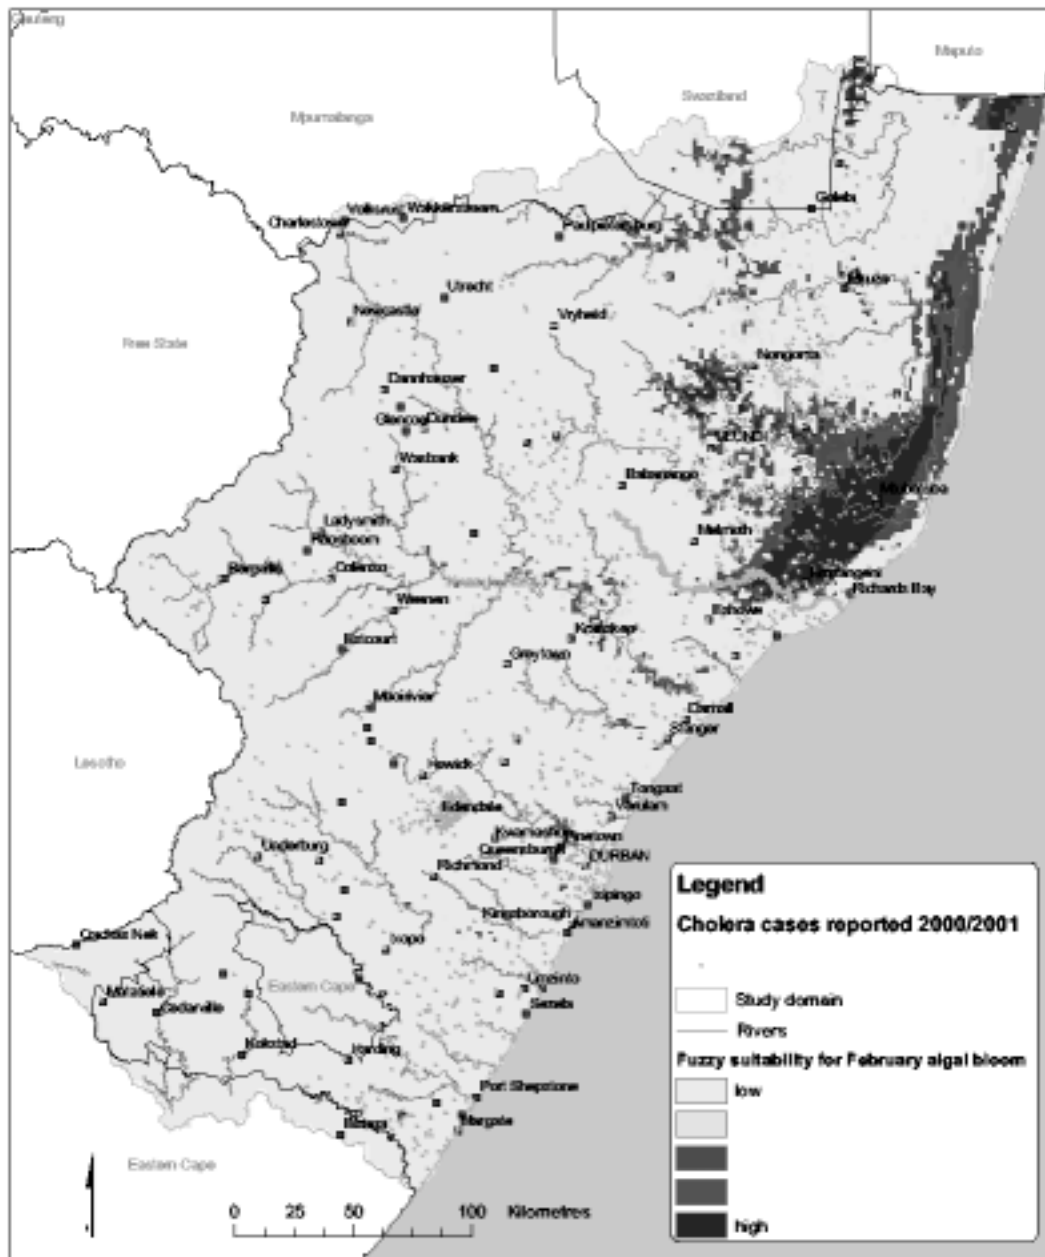 Gauteng
Maputo
Swaziland
Mpumalanga
Golela
Volksrust
Wakkerstroom
Charlestown
Paulpietersburg
Mkuze
Utrecht
Newcastle
Vryheid
Free State
Nongoma
Dannhauser
Glencoe
Dundee
ULUNDI
Wasbank
Babanango
Mtubatuba
Ladysmith
Melmoth
Roosboom
Bergville
Colenso
Empangeni
Richards Bay
Weenen
Eshowe
Estcourt
Kranskop
Greytown
Mooirivier
Darnall
Stanger
Lesotho
Howick
Tongaat
Edendale
Verulam
Kwamashu
Pinetown
Underburg
Queensburgh
DURBAN
Richmond
Legend
Isipingo
Kingsborough
Amanzimtoti
Cholera cases reported 2000/2001
Qachas Nek
Ixopo
Umzinto
Eastern Cape
Matatiele
Cedarville
Sezela
Study domain
Rivers
Kokstad
Harding
Fuzzy suitability for February algal bloom
Port Shepstone
low
Margate
Bizana
Eastern Cape
0 25 50 100 Kilometres
high